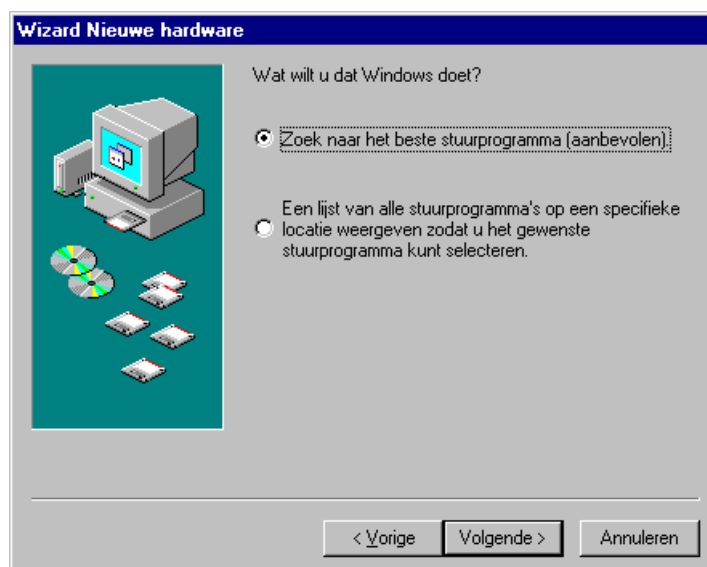 Wizard Nieuwe hardware
Wat wilt u dat Windows doet?
Zoek naar het beste stuurprogramma (aanbevolen).
Een lijst van alle stuurprogramma's op een specifieke
locatie weergeven zodat u het gewenste
stuurprogramma kunt selecteren.
< Vorige
Volgende >
Annuleren